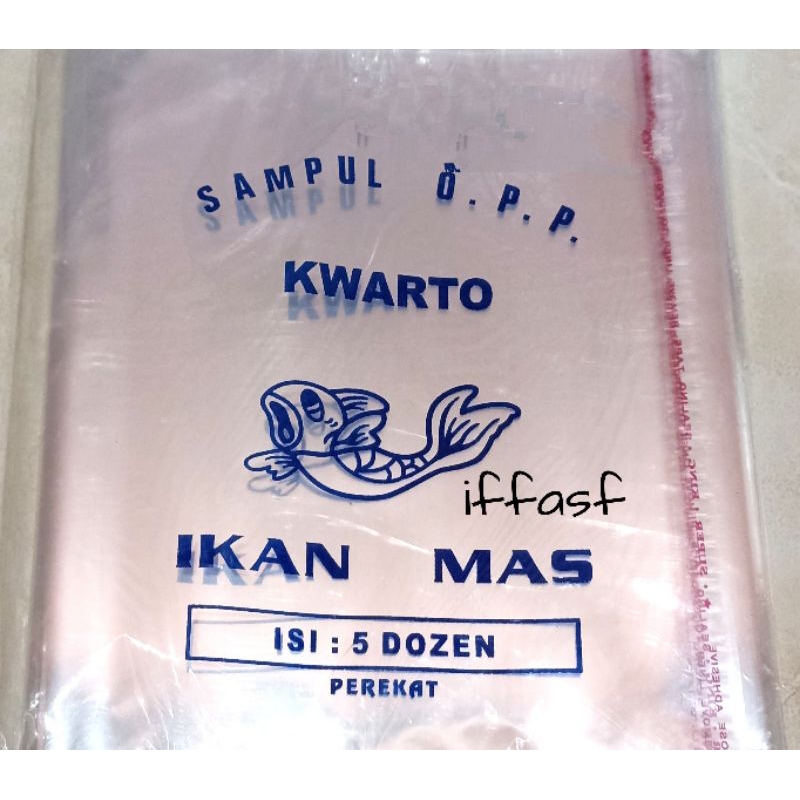 SAMPUL O.P.P.
KWARTO
iffasf
IKAN MAS
ISI : 5 DOZEN
PEREKAT